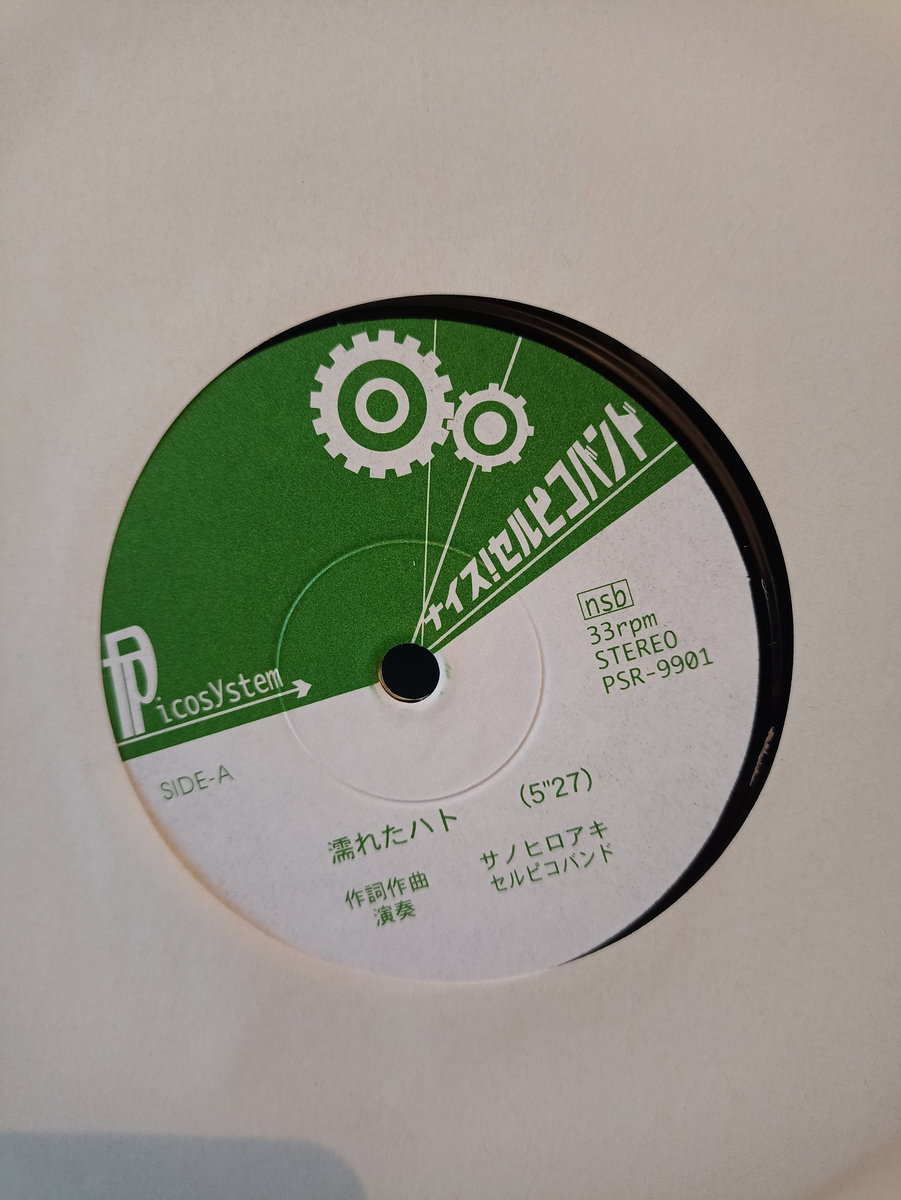 ナイス!セルピコバンド
nsb
33rpm
STEREO
PSR-9901
Picosystem
SIDE-A
濡れたハト (5"27)
作詞作曲 サノヒロアキ
演奏 セルピコバンド